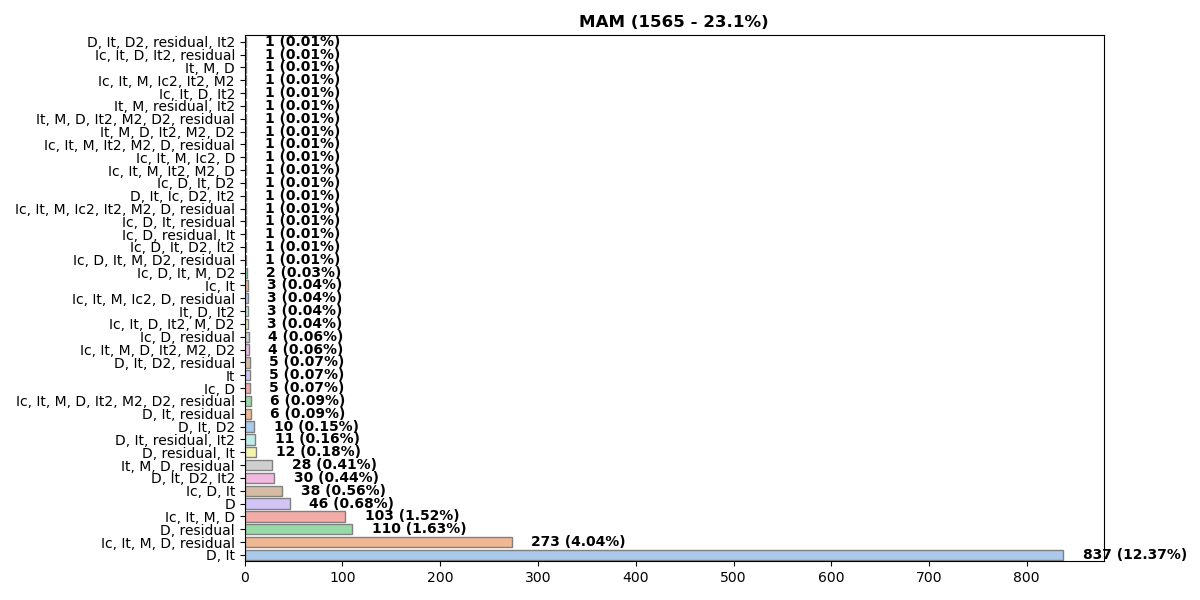 MAM (1565 - 23.1%)
D, It, D2, residual, It2 1 (0.01%)
Ic, It, D, It2, residual 1 (0.01%)
It, M, D 1 (0.01%)
Ic, It, M, Ic2, It2, M2 1 (0.01%)
Ic, It, D, It2 1 (0.01%)
It, M, residual, It2 1 (0.01%)
It, M, D, It2, M2, D2, residual 1 (0.01%)
It, M, D, It2, M2, D2 1 (0.01%)
Ic, It, M, It2, M2, D, residual 1 (0.01%)
Ic, It, M, Ic2, D 1 (0.01%)
Ic, It, M, It2, M2, D 1 (0.01%)
Ic, D, It, D2 1 (0.01%)
D, It, Ic, D2, It2 1 (0.01%)
Ic, It, M, Ic2, It2, M2, D, residual 1 (0.01%)
Ic, D, It, residual 1 (0.01%)
Ic, D, residual, It 1 (0.01%)
Ic, D, It, D2, It2 1 (0.01%)
Ic, D, It, M, D2, residual 1 (0.01%)
Ic, D, It, M, D2 2 (0.03%)
Ic, It 3 (0.04%)
Ic, It, M, Ic2, D, residual 3 (0.04%)
It, D, It2 3 (0.04%)
Ic, It, D, It2, M, D2 3 (0.04%)
Ic, D, residual 4 (0.06%)
Ic, It, M, D, It2, M2, D2 4 (0.06%)
D, It, D2, residual 5 (0.07%)
It 5 (0.07%)
Ic, D 5 (0.07%)
Ic, It, M, D, It2, M2, D2, residual 6 (0.09%)
D, It, residual 6 (0.09%)
D, It, D2 10 (0.15%)
D, It, residual, It2 11 (0.16%)
D, residual, It 12 (0.18%)
It, M, D, residual 28 (0.41%)
D, It, D2, It2 30 (0.44%)
Ic, D, It 38 (0.56%)
D 46 (0.68%)
Ic, It, M, D 103 (1.52%)
D, residual 110 (1.63%)
Ic, It, M, D, residual 273 (4.04%)
D, It 837 (12.37%)
0 100 200 300 400 500 600 700 800